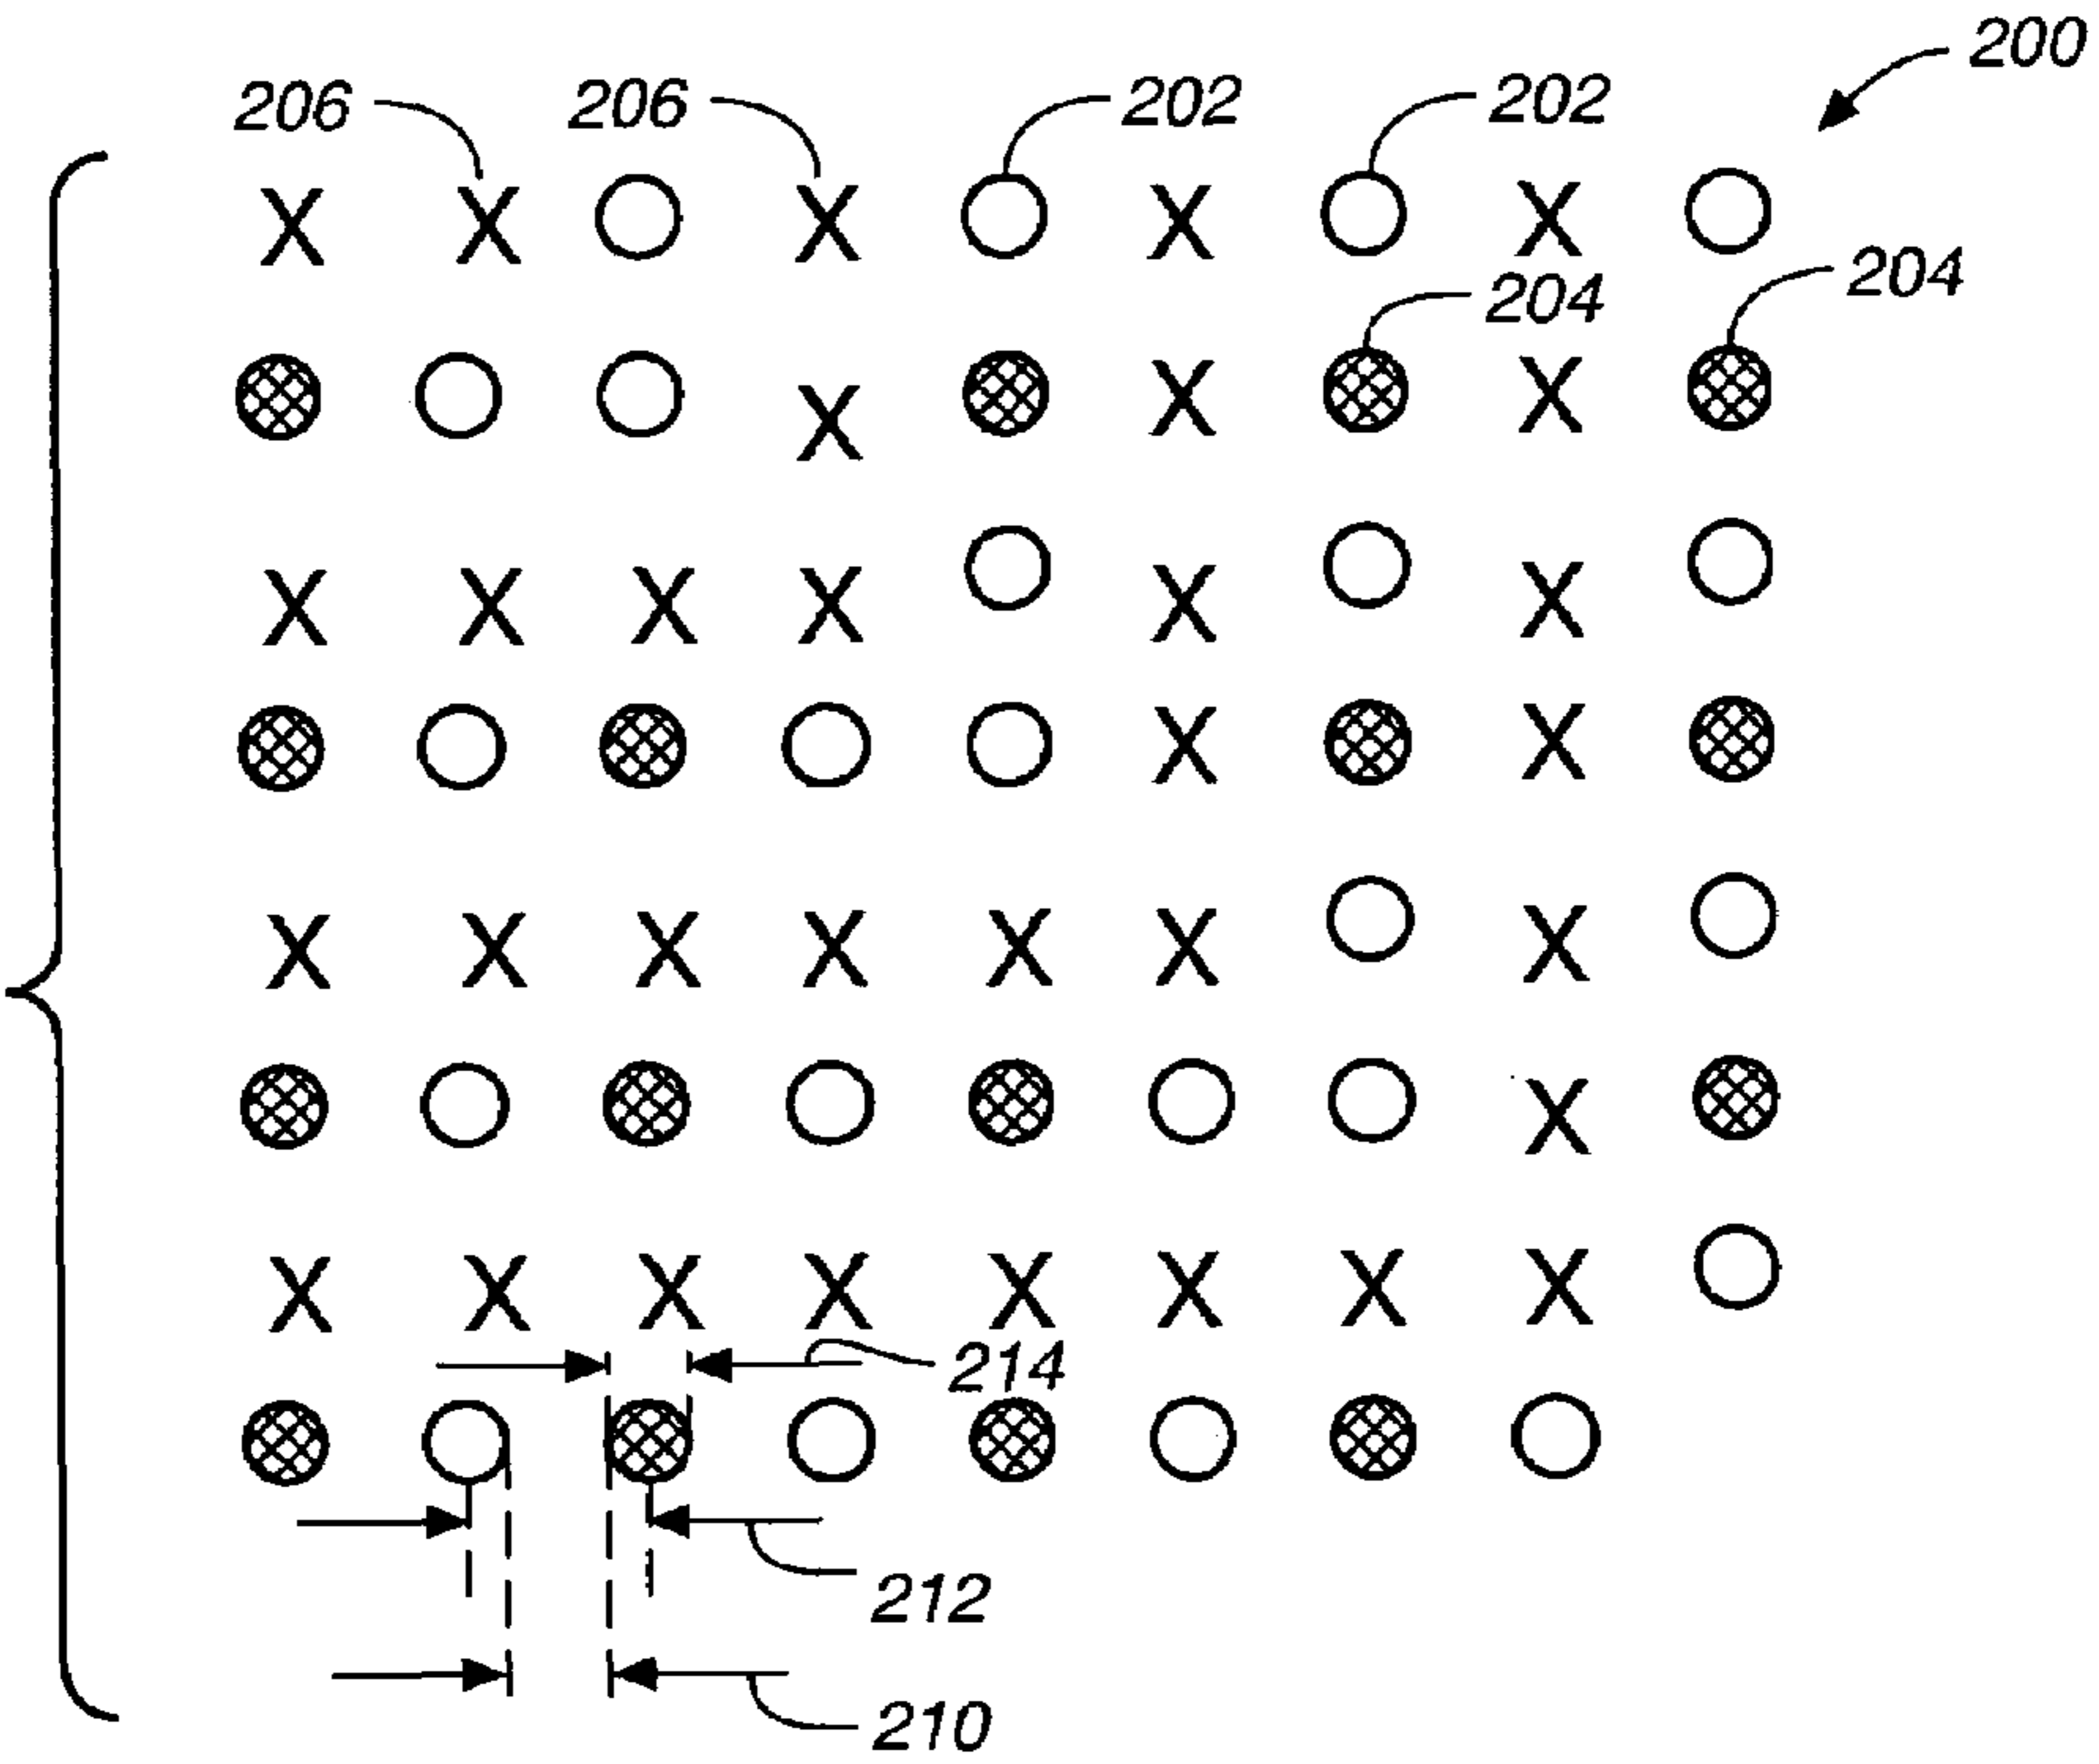 200
206 206 202 202
X X O X O X O X O
204 204
X X X
X X X X X X
X X
X X X X X X X
X
X X X X X X X X
214
212
210